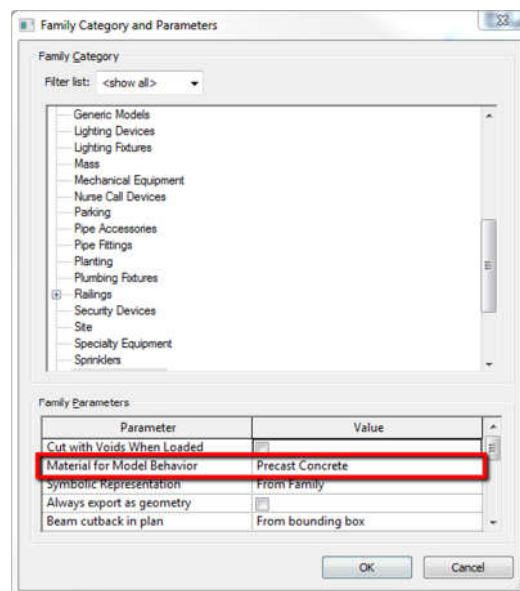 Family Category and Parameters
Family Category
Filter list: <show all>
Generic Models
Lighting Devices
Lighting Fixtures
Mass
Mechanical Equipment
Nurse Call Devices
Parking
Pipe Accessories
Pipe Fittings
Planting
Plumbing Fixtures
Railings
Security Devices
Site
Specialty Equipment
Sprinklers
Family Parameters
Parameter Value
Cut with Voids When Loaded
Material for Model Behavior Precast Concrete
Symbolic Representation From Family
Always export as geometry
Beam cutback in plan From bounding box
OK Cancel